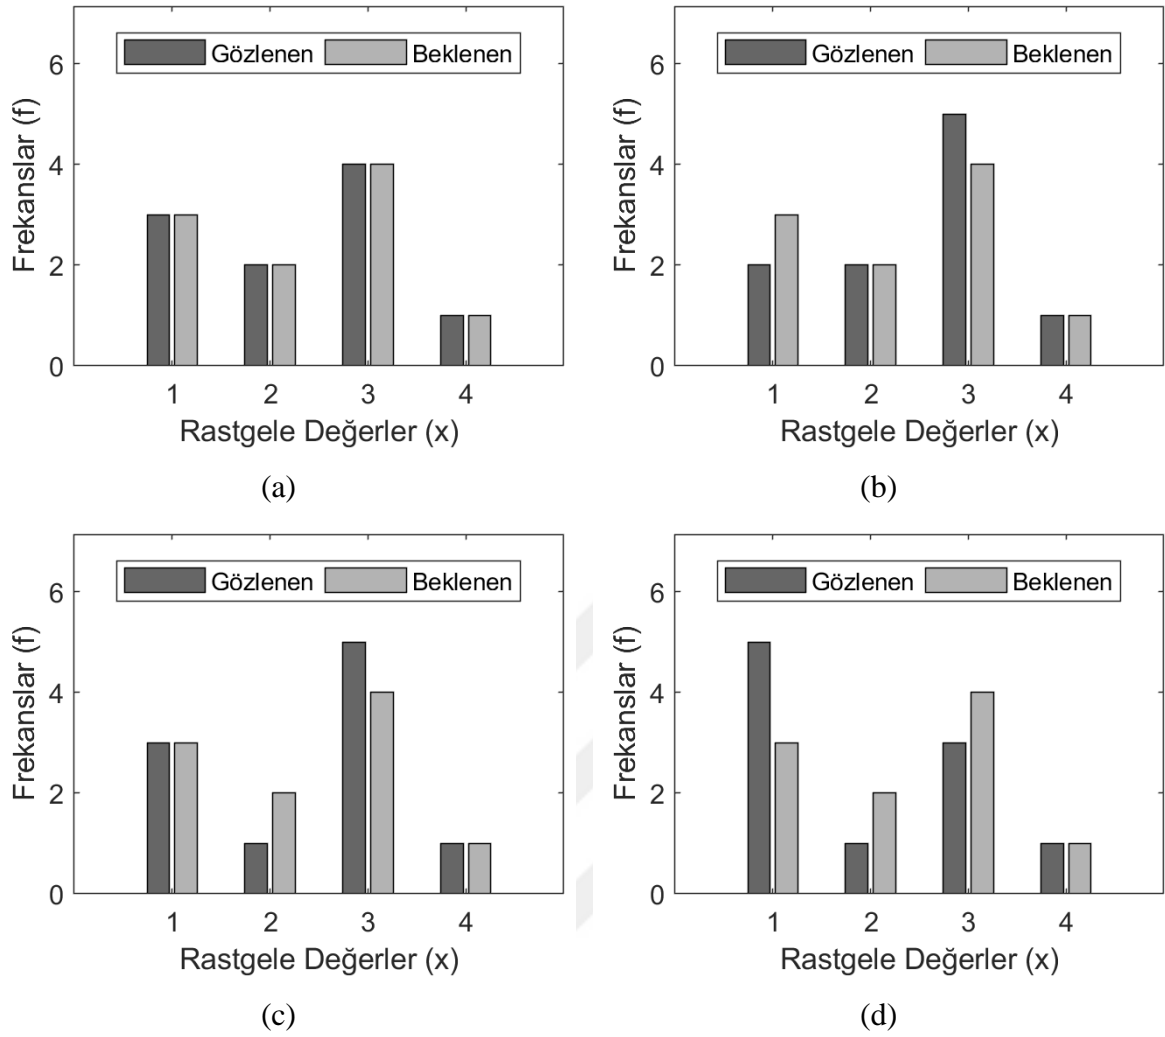 Gözlenen Beklenen
6
4
2
0
Frekanslar (f)
1 2 3 4
Rastgele Değerler (x)
(a)
Gözlenen Beklenen
6
4
2
0
Frekanslar (f)
1 2 3 4
Rastgele Değerler (x)
(b)
Gözlenen Beklenen
6
4
2
0
Frekanslar (f)
1 2 3 4
Rastgele Değerler (x)
(c)
Gözlenen Beklenen
6
4
2
0
Frekanslar (f)
1 2 3 4
Rastgele Değerler (x)
(d)